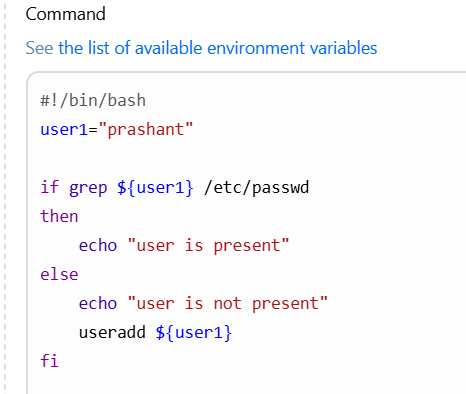 Command
See the list of available environment variables
#!/bin/bash
user1="prashant"
if grep ${user1} /etc/passwd
then
    echo "user is present"
else
    echo "user is not present"
    useradd ${user1}
fi